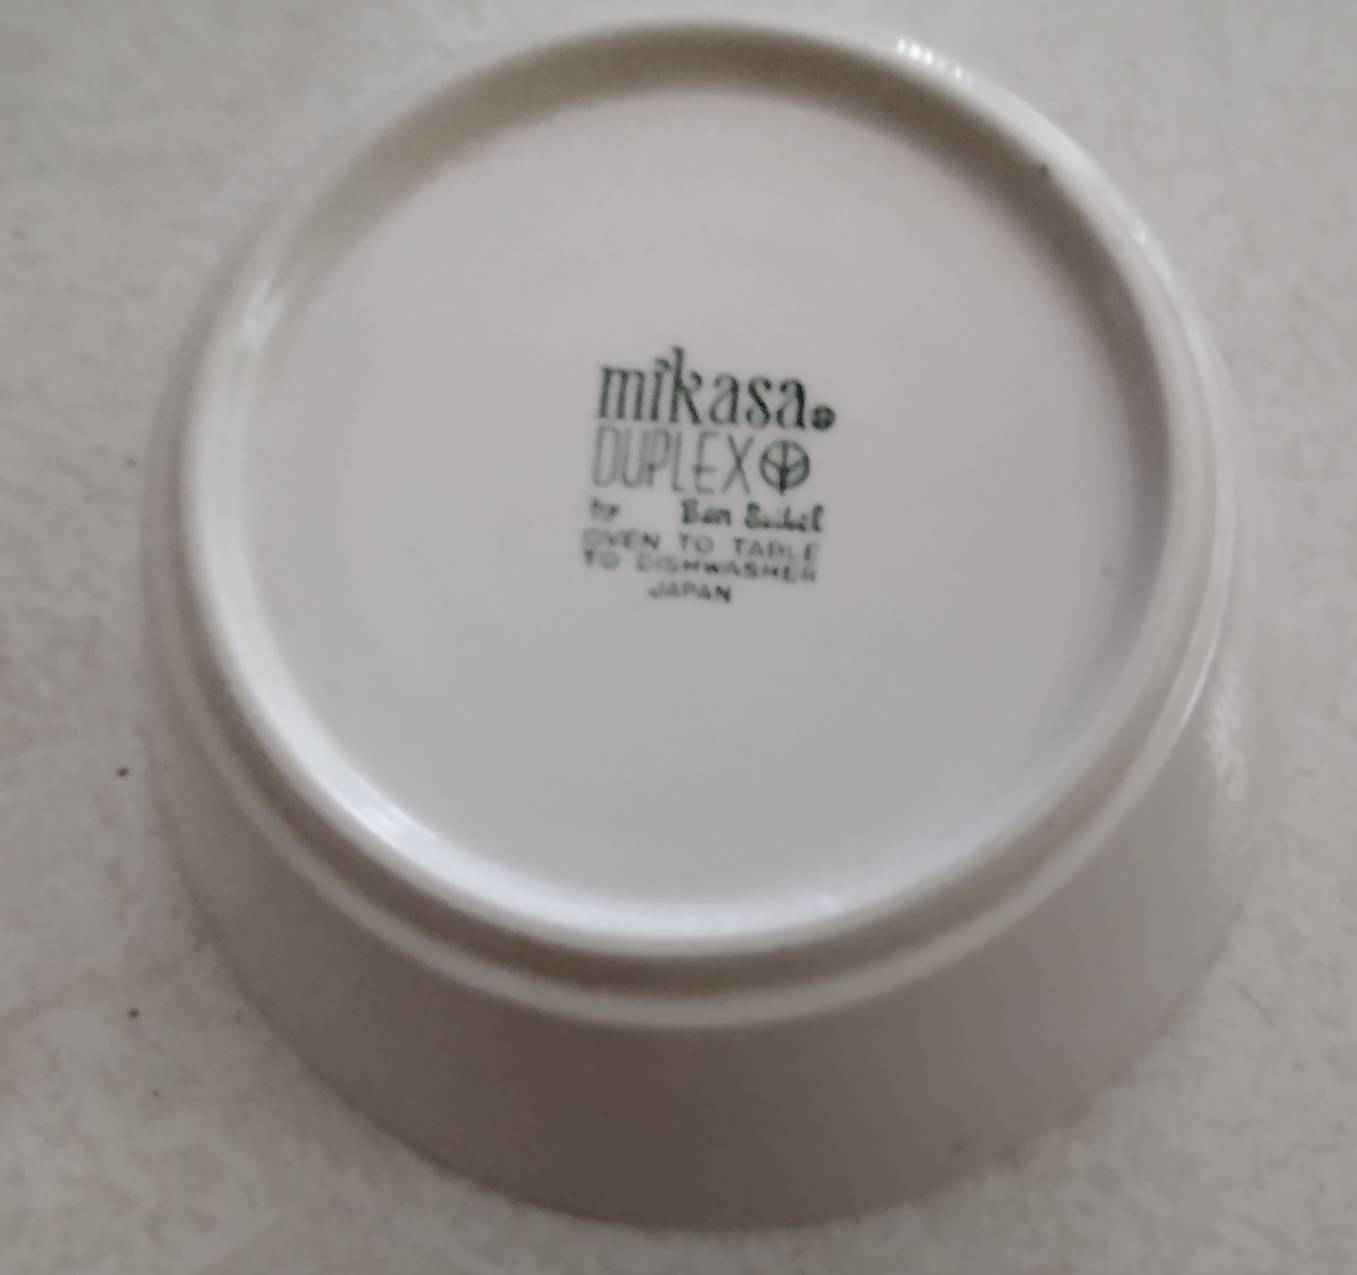 mikasa
DUPLEX
by Ben Seibel
OVEN TO TABLE
TO DISHWASHER
JAPAN